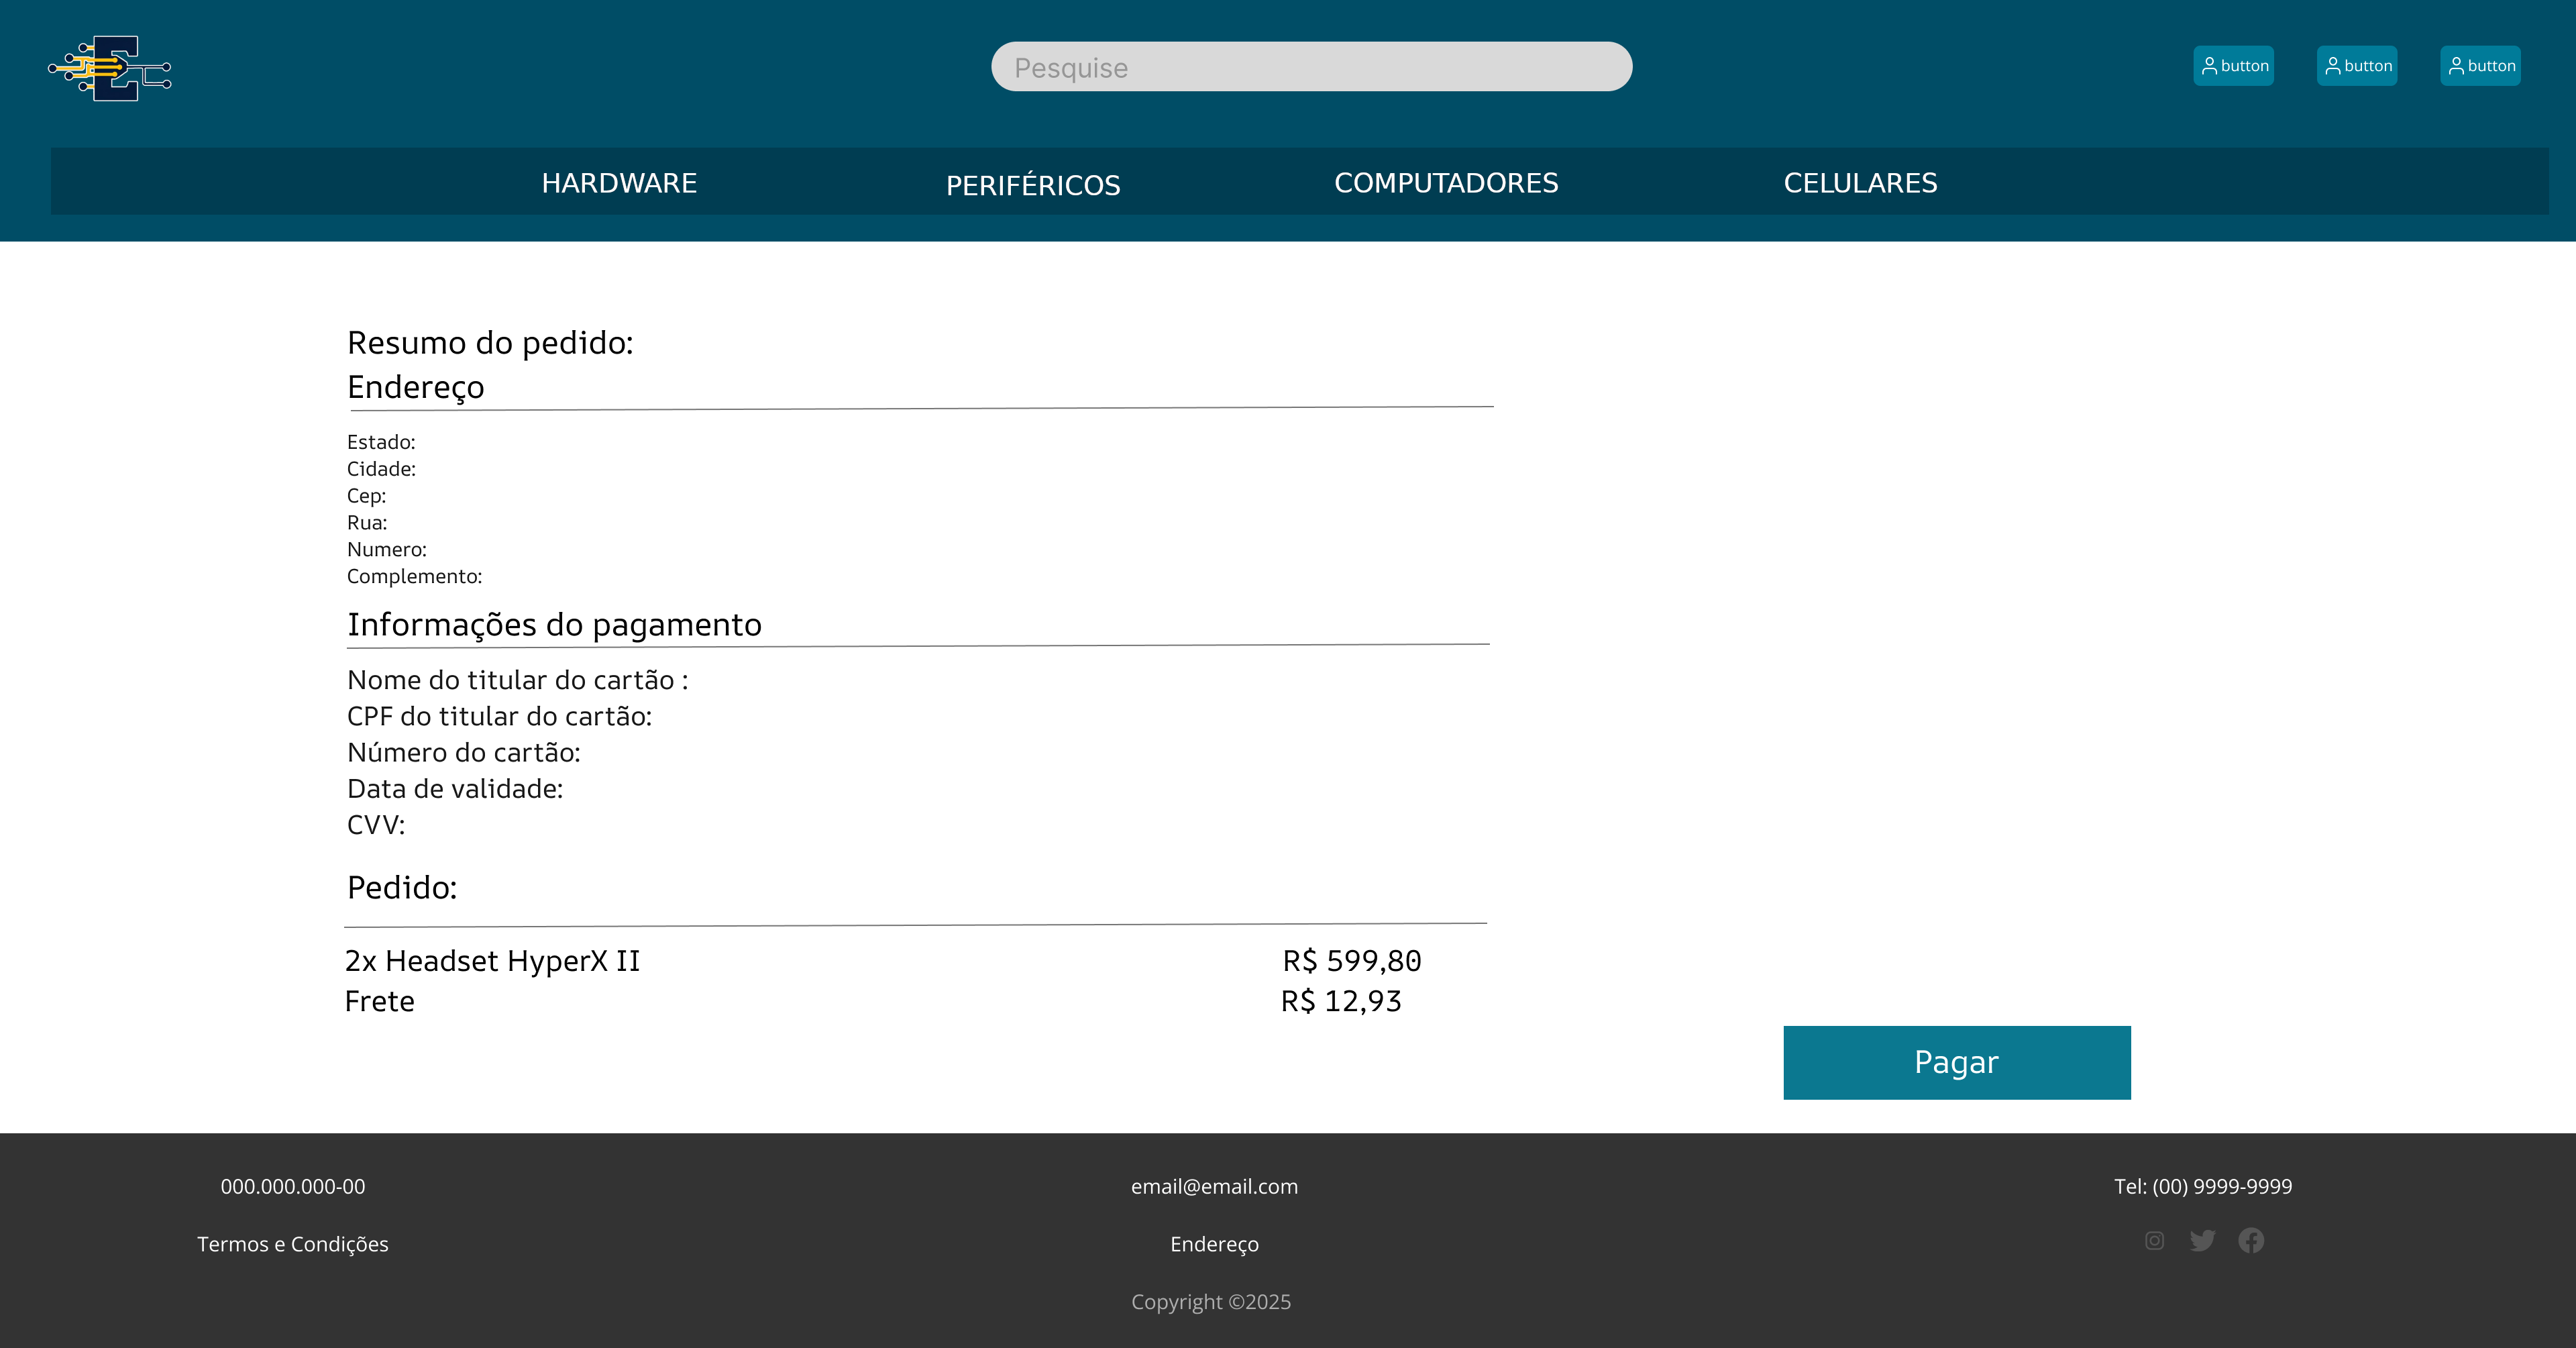 Pesquise
button button button
HARDWARE PERIFÉRICOS COMPUTADORES CELULARES
Resumo do pedido:
Endereço
Estado:
Cidade:
Cep:
Rua:
Numero:
Complemento:
Informações do pagamento
Nome do titular do cartão :
CPF do titular do cartão:
Número do cartão:
Data de validade:
CVV:
Pedido:
2x Headset HyperX II R$ 599,80
Frete R$ 12,93
Pagar
000.000.000-00 email@email.com Tel: (00) 9999-9999
Termos e Condições Endereço
Copyright ©2025